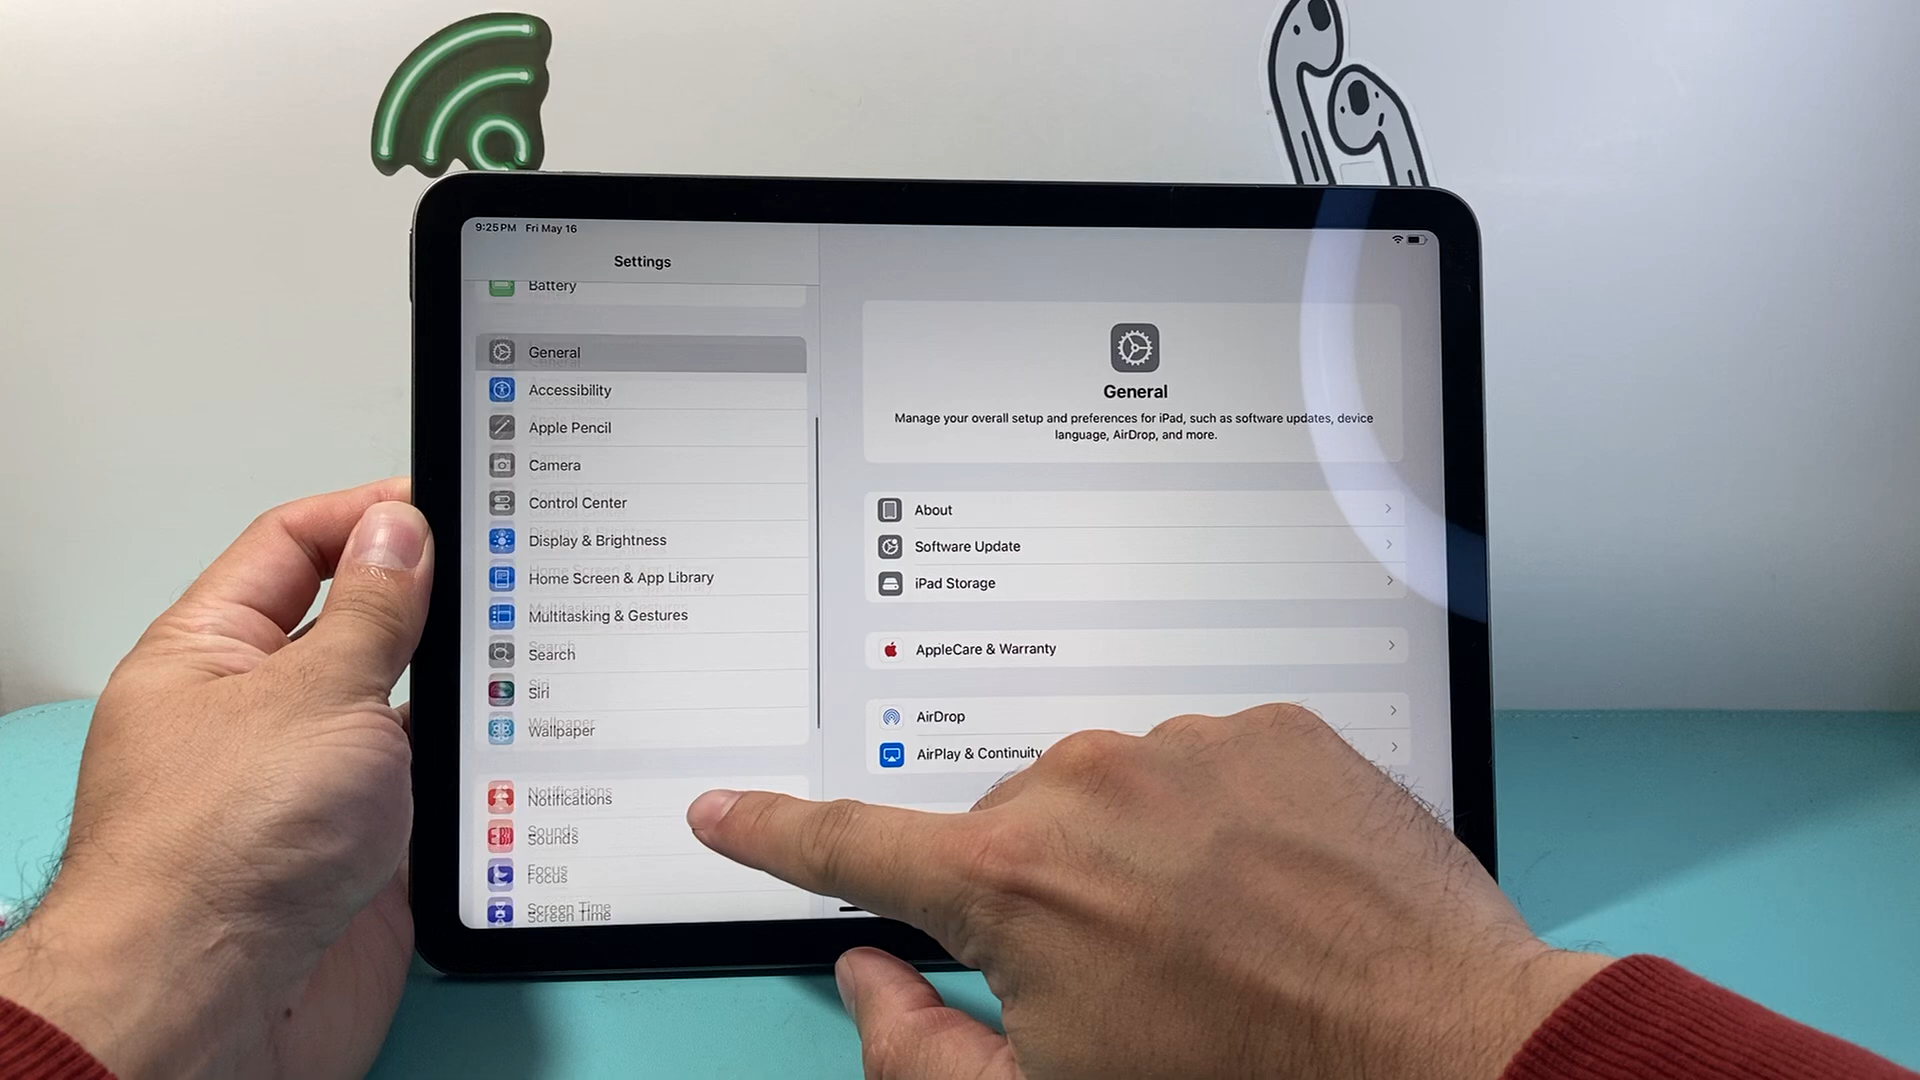 9:25 PM Fri May 16
Settings
Battery
General
Accessibility
Apple Pencil
Camera
Control Center
Display & Brightness
Home Screen & App Library
Multitasking & Gestures
Search
Siri
Wallpaper
Notifications
Sounds
Focus
Screen Time
General
Manage your overall setup and preferences for iPad, such as software updates, device
language, AirDrop, and more.
About
Software Update
iPad Storage
AppleCare & Warranty
AirDrop
AirPlay & Continuity